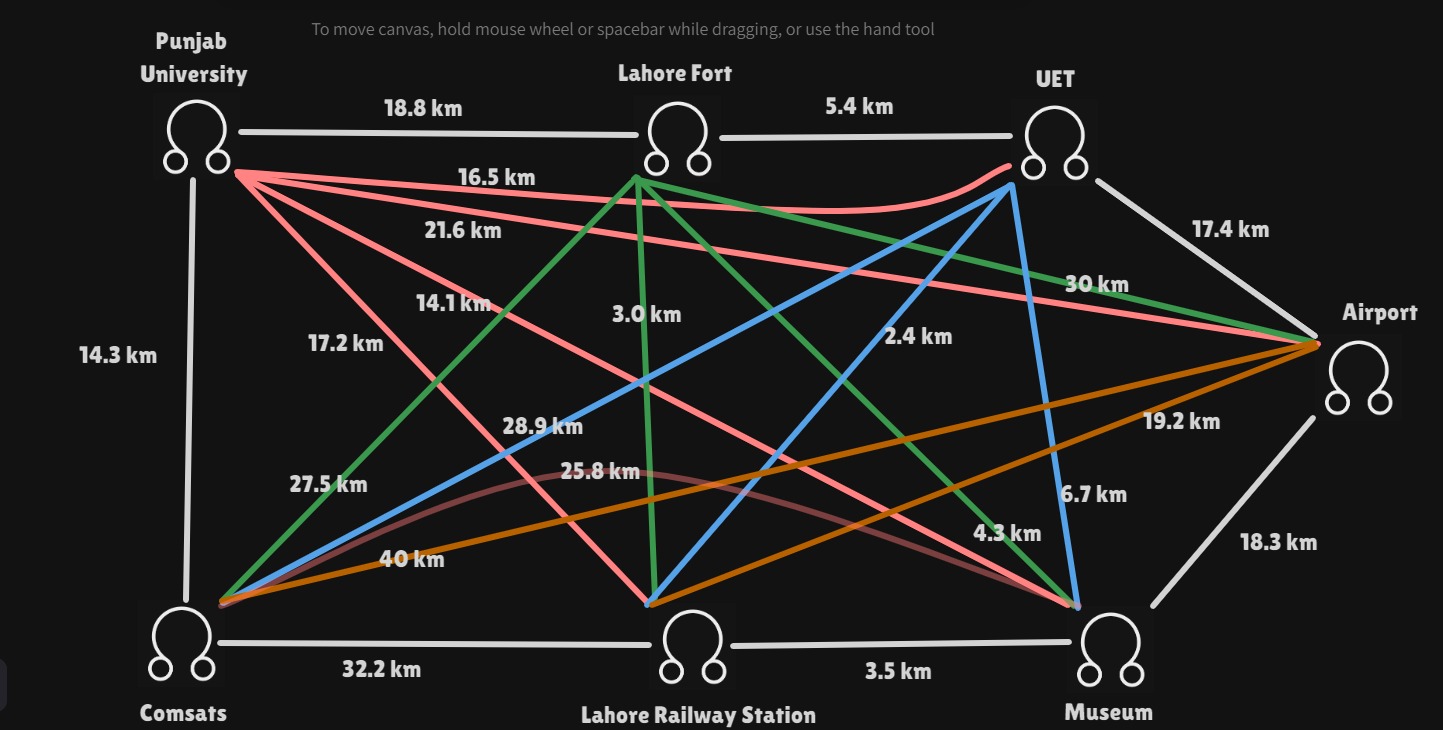 To move canvas, hold mouse wheel or spacebar while dragging, or use the hand tool
Punjab
University
Lahore Fort
UET
18.8 km
5.4 km
16.5 km
21.6 km
17.4 km
30 km
14.1 km
3.0 km
Airport
17.2 km
2.4 km
14.3 km
28.9 km
19.2 km
25.8 km
27.5 km
6.7 km
4.3 km
40 km
18.3 km
32.2 km
3.5 km
Comsats
Lahore Railway Station
Museum